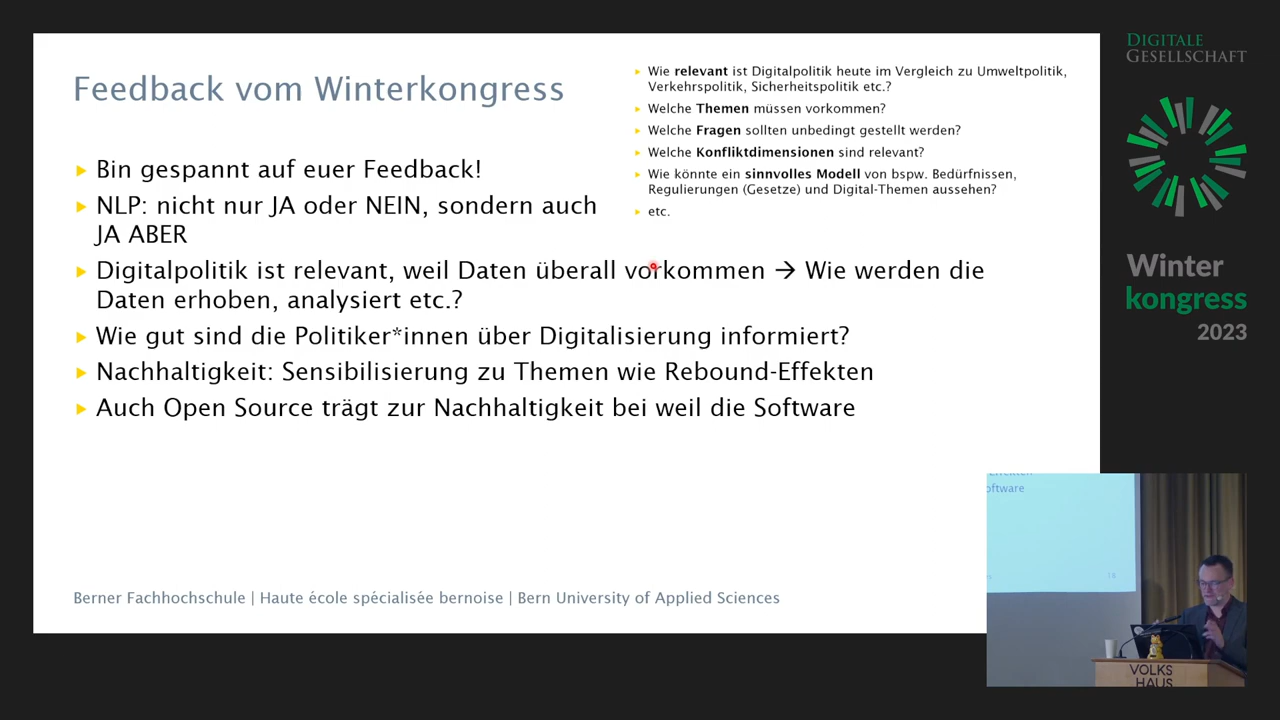 Feedback vom Winterkongress
Bin gespannt auf euer Feedback!
NLP: nicht nur JA oder NEIN, sondern auch
JA ABER
Digitalpolitik ist relevant, weil Daten überall vorkommen → Wie werden die
Daten erhoben, analysiert etc.?
Wie gut sind die Politiker*innen über Digitalisierung informiert?
Nachhaltigkeit: Sensibilisierung zu Themen wie Rebound-Effekten
Auch Open Source trägt zur Nachhaltigkeit bei weil die Software
Wie relevant ist Digitalpolitik heute im Vergleich zu Umweltpolitik,
Verkehrspolitik, Sicherheitspolitik etc.?
Welche Themen müssen vorkommen?
Welche Fragen sollten unbedingt gestellt werden?
Welche Konfliktdimensionen sind relevant?
Wie könnte ein sinnvolles Modell von bspw. Bedürfnissen,
Regulierungen (Gesetze) und Digital-Themen aussehen?
etc.
Berner Fachhochschule | Haute école spécialisée bernoise | Bern University of Applied Sciences
DIGITALE
GESELLSCHAFT
Winter
kongress
2023
oftware
18
VOLKS
HAUS